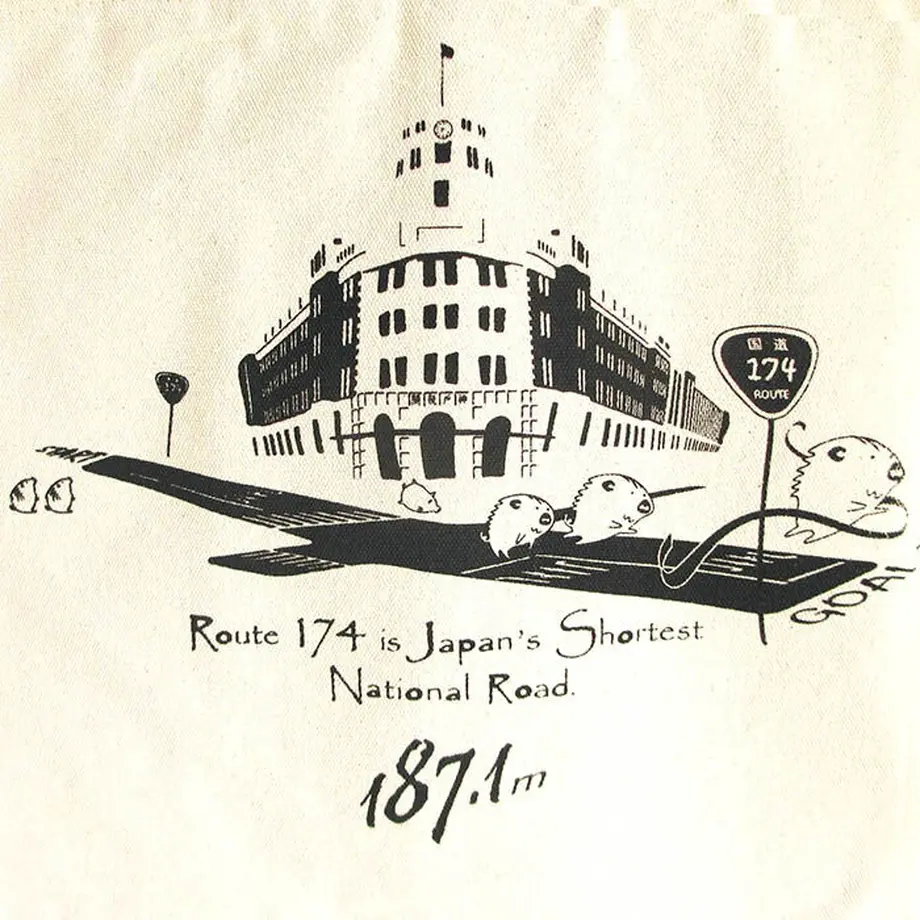 国道
174
ROUTE
START
GOAL
Route 174 is Japan's Shortest
National Road.
187.1m